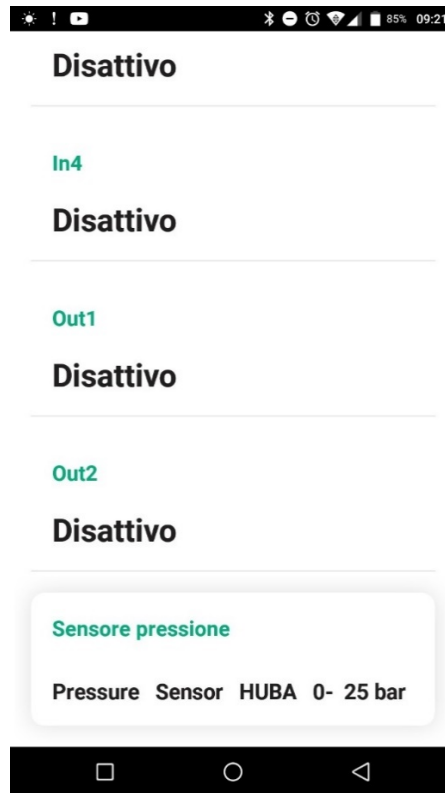 85% 09:21
Disattivo
In4
Disattivo
Out1
Disattivo
Out2
Disattivo
Sensore pressione
Pressure Sensor HUBA 0- 25 bar